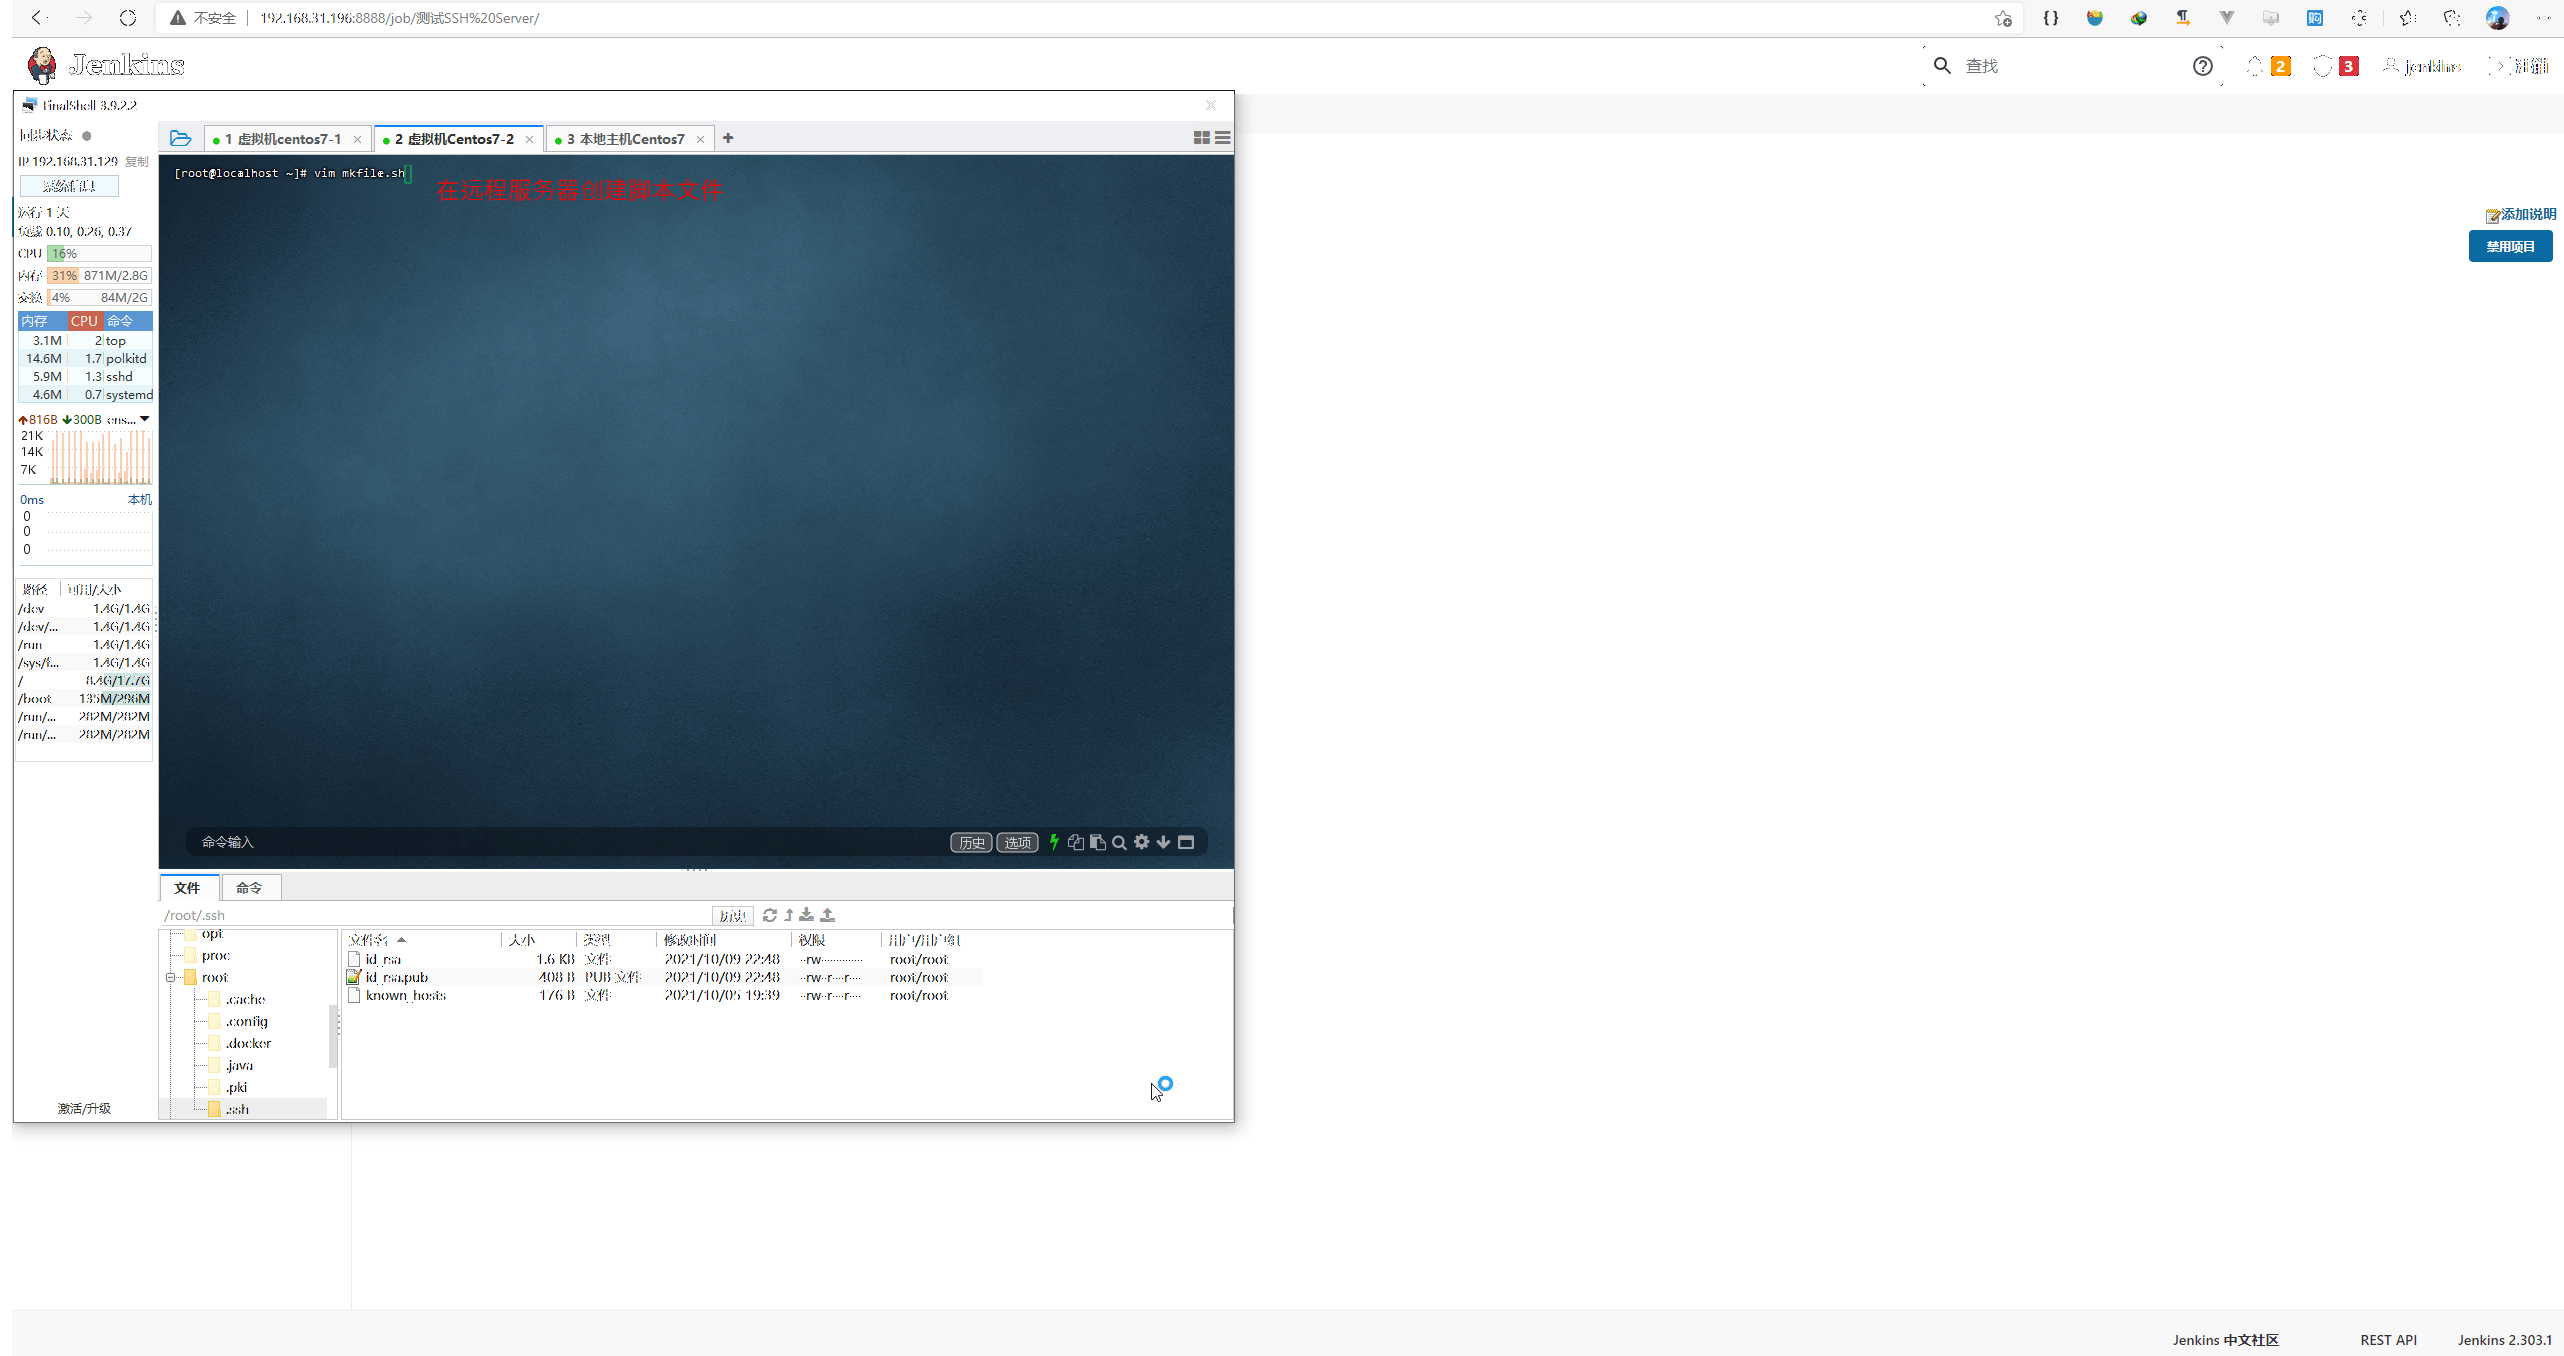 不安全 192.168.31.196:8888/job/测试SSH%20Server/
Jenkins
查找
2
3
jenkins
注销
FinalShell 3.9.2.2
同步状态
IP 192.168.31.129 复制
系统信息
运行 1 天
负载 0.10, 0.26, 0.37
CPU 16%
内存 31% 871M/2.8G
交换 4% 84M/2G
内存 CPU 命令
3.1M 2 top
14.6M 1.7 polkitd
5.9M 1.3 sshd
4.6M 0.7 systemd
816B 300B ens...
21K
14K
7K
0ms 本机
0
0
0
路径 可用/大小
/dev 1.4G/1.4G
/dev/... 1.4G/1.4G
/run 1.4G/1.4G
/sys/f... 1.4G/1.4G
/ 8.4G/17.7G
/boot 135M/296M
/run/... 282M/282M
/run/... 282M/282M
激活/升级
1 虚拟机centos7-1
2 虚拟机Centos7-2
3 本地主机Centos7
[root@localhost ~]# vim mkfile.sh
在远程服务器创建脚本文件
命令输入
历史 选项
文件 命令
/root/.ssh 历史
opt
proc
root
.cache
.config
.docker
.java
.pki
.ssh
文件名 大小 类型 修改时间 权限 用户/用户组
id_rsa 1.6 KB 文件 2021/10/09 22:48 -rw------- root/root
id_rsa.pub 408 B PUB 文件 2021/10/09 22:48 -rw-r--r-- root/root
known_hosts 176 B 文件 2021/10/05 19:39 -rw-r--r-- root/root
添加说明
禁用项目
Jenkins 中文社区 REST API Jenkins 2.303.1